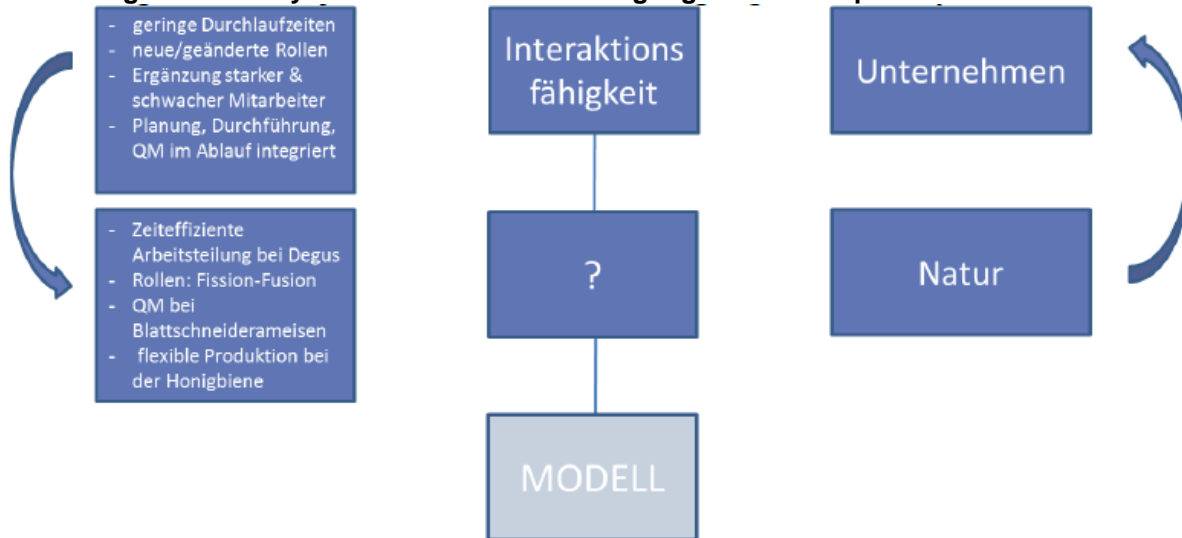 - geringe Durchlaufzeiten
- neue/geänderte Rollen
- Ergänzung starker &
schwacher Mitarbeiter
- Planung, Durchführung,
QM im Ablauf integriert
- Zeiteffiziente
Arbeitsteilung bei Degus
- Rollen: Fission-Fusion
- QM bei
Blattschneiderameisen
- flexible Produktion bei
der Honigbiene
Interaktions
fähigkeit
?
MODELL
Unternehmen
Natur